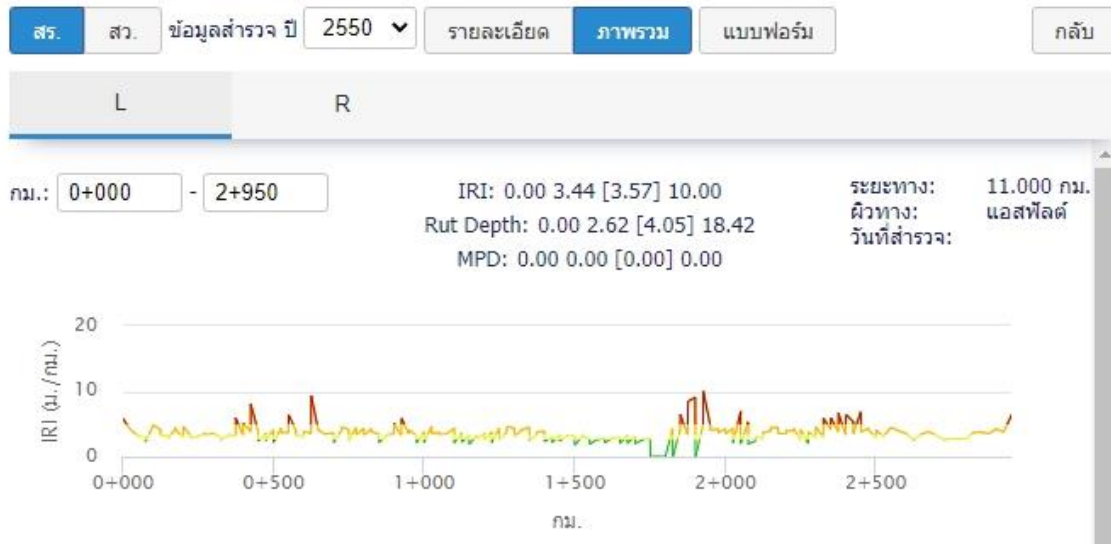 สร. สว. ข้อมูลสำรวจ ปี 2550 รายละเอียด ภาพรวม แบบฟอร์ม กลับ
L R
กม.: 0+000 - 2+950
IRI: 0.00 3.44 [3.57] 10.00
Rut Depth: 0.00 2.62 [4.05] 18.42
MPD: 0.00 0.00 [0.00] 0.00
ระยะทาง: 11.000 กม.
ผิวทาง: แอสฟัลต์
วันที่สำรวจ:
IRI (ม./กม.)
20
10
0
0+000 0+500 1+000 1+500 2+000 2+500
กม.